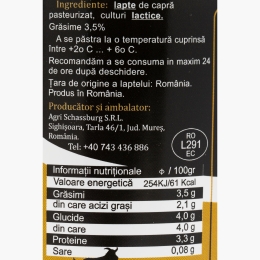 Ingrediente: lapte de capră
pasteurizat, culturi lactice.
Grăsime 3,5%
A se păstra la o temperatură cuprinsă
între +2o C ... + 6o C.
Recomandăm a se consuma in maxim 24
de ore după deschidere.
Țara de origine a laptelui: România.
Produs în România.
Producător și ambalator:
Agri Schassburg S.R.L.
Sighișoara, Tarla 46/1, Jud. Mureș,
România.
Tel: +40 743 436 886
RO
L291
EC
Informații nutriționale Φ / 100gr
Valoare energetică 254KJ/61 Kcal
Grăsimi 3,5 g
din care acizi grași 2,1 g
Glucide 4,0 g
din care 4,0 g
Proteine 3,3 g
Sare 0,08 g